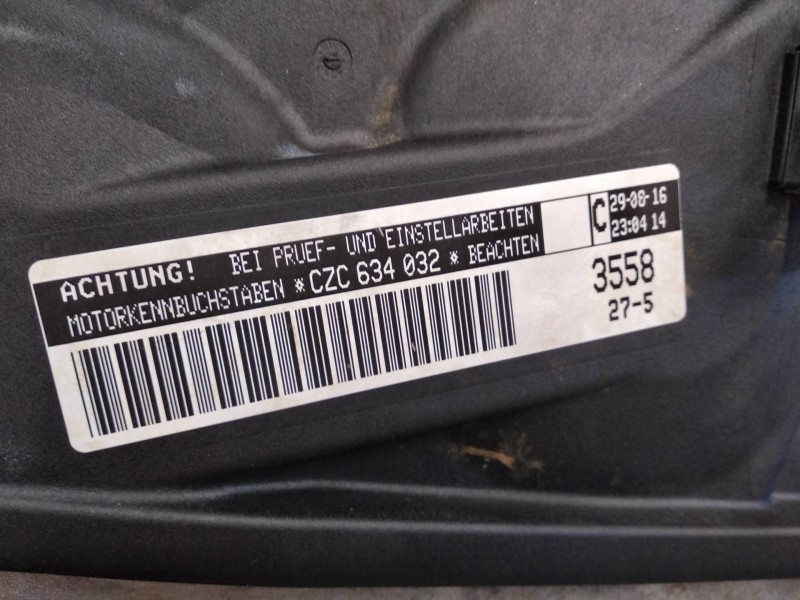 ACHTUNG! BEI PRUEF- UND EINSTELLARBEITEN
MOTORKENNBUCHSTABEN *CZC 634 032* BEACHTEN
C
29-08-16
23:04 14
3558
27-5